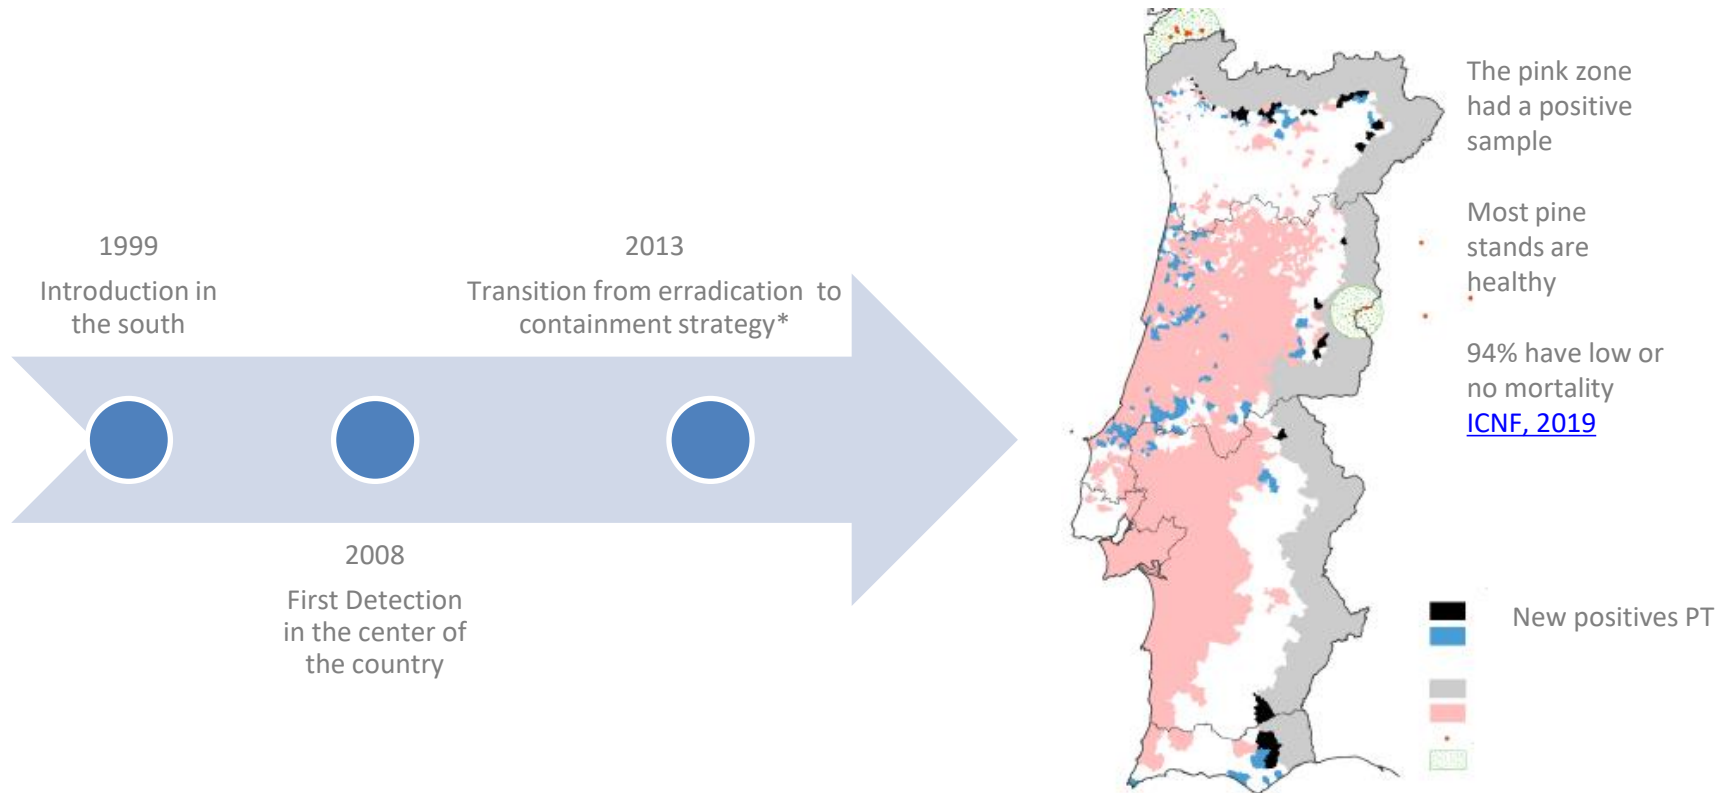 1999
Introduction in
the south
2013
Transition from erradication to
containment strategy*
2008
First Detection
in the center of
the country
The pink zone
had a positive
sample
Most pine
stands are
healthy
94% have low or
no mortality
ICNF, 2019
New positives PT